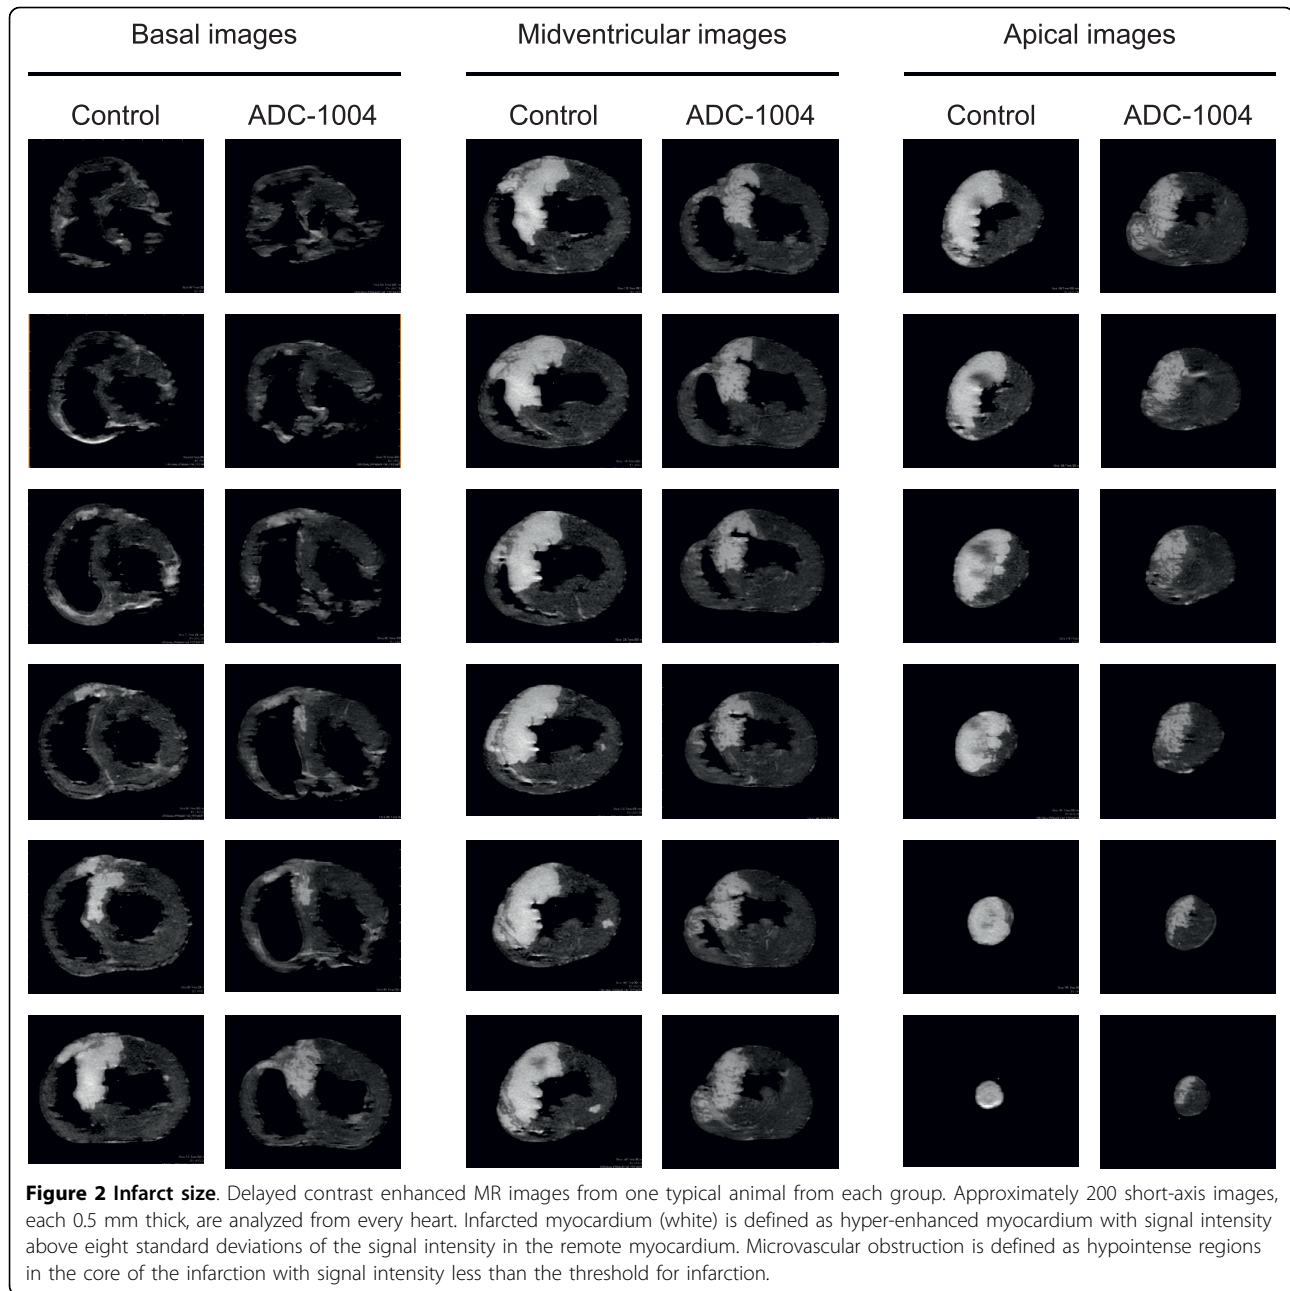 Basal images
Midventricular images
Apical images
Control
ADC-1004
Control
ADC-1004
Control
ADC-1004
Figure 2 Infarct size. Delayed contrast enhanced MR images from one typical animal from each group. Approximately 200 short-axis images,
each 0.5 mm thick, are analyzed from every heart. Infarcted myocardium (white) is defined as hyper-enhanced myocardium with signal intensity
above eight standard deviations of the signal intensity in the remote myocardium. Microvascular obstruction is defined as hypointense regions
in the core of the infarction with signal intensity less than the threshold for infarction.